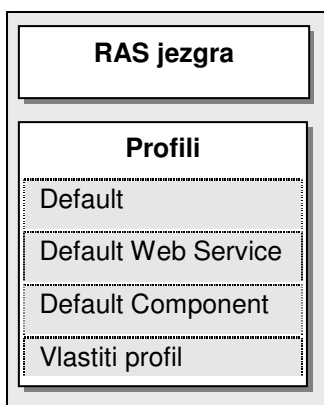 RAS jezgra
Profili
Default
Default Web Service
Default Component
Vlastiti profil